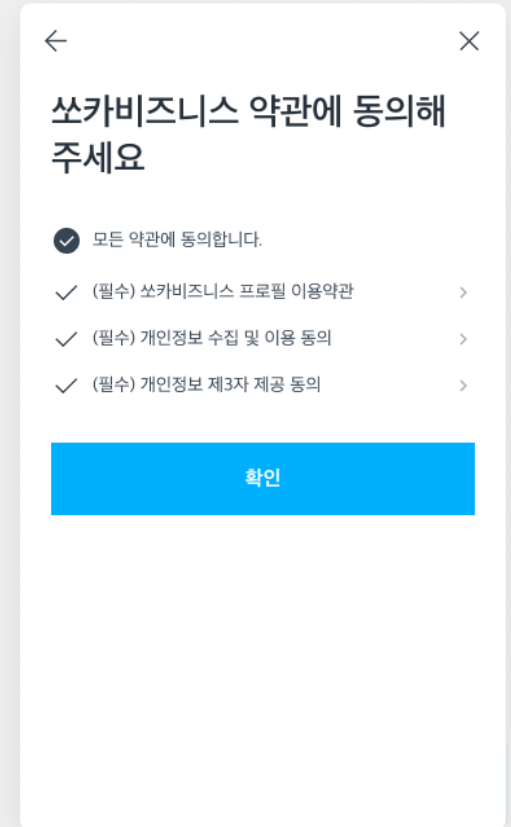 쏘카비즈니스 약관에 동의해
주세요
모든 약관에 동의합니다.
(필수) 쏘카비즈니스 프로필 이용약관
(필수) 개인정보 수집 및 이용 동의
(필수) 개인정보 제3자 제공 동의
확인